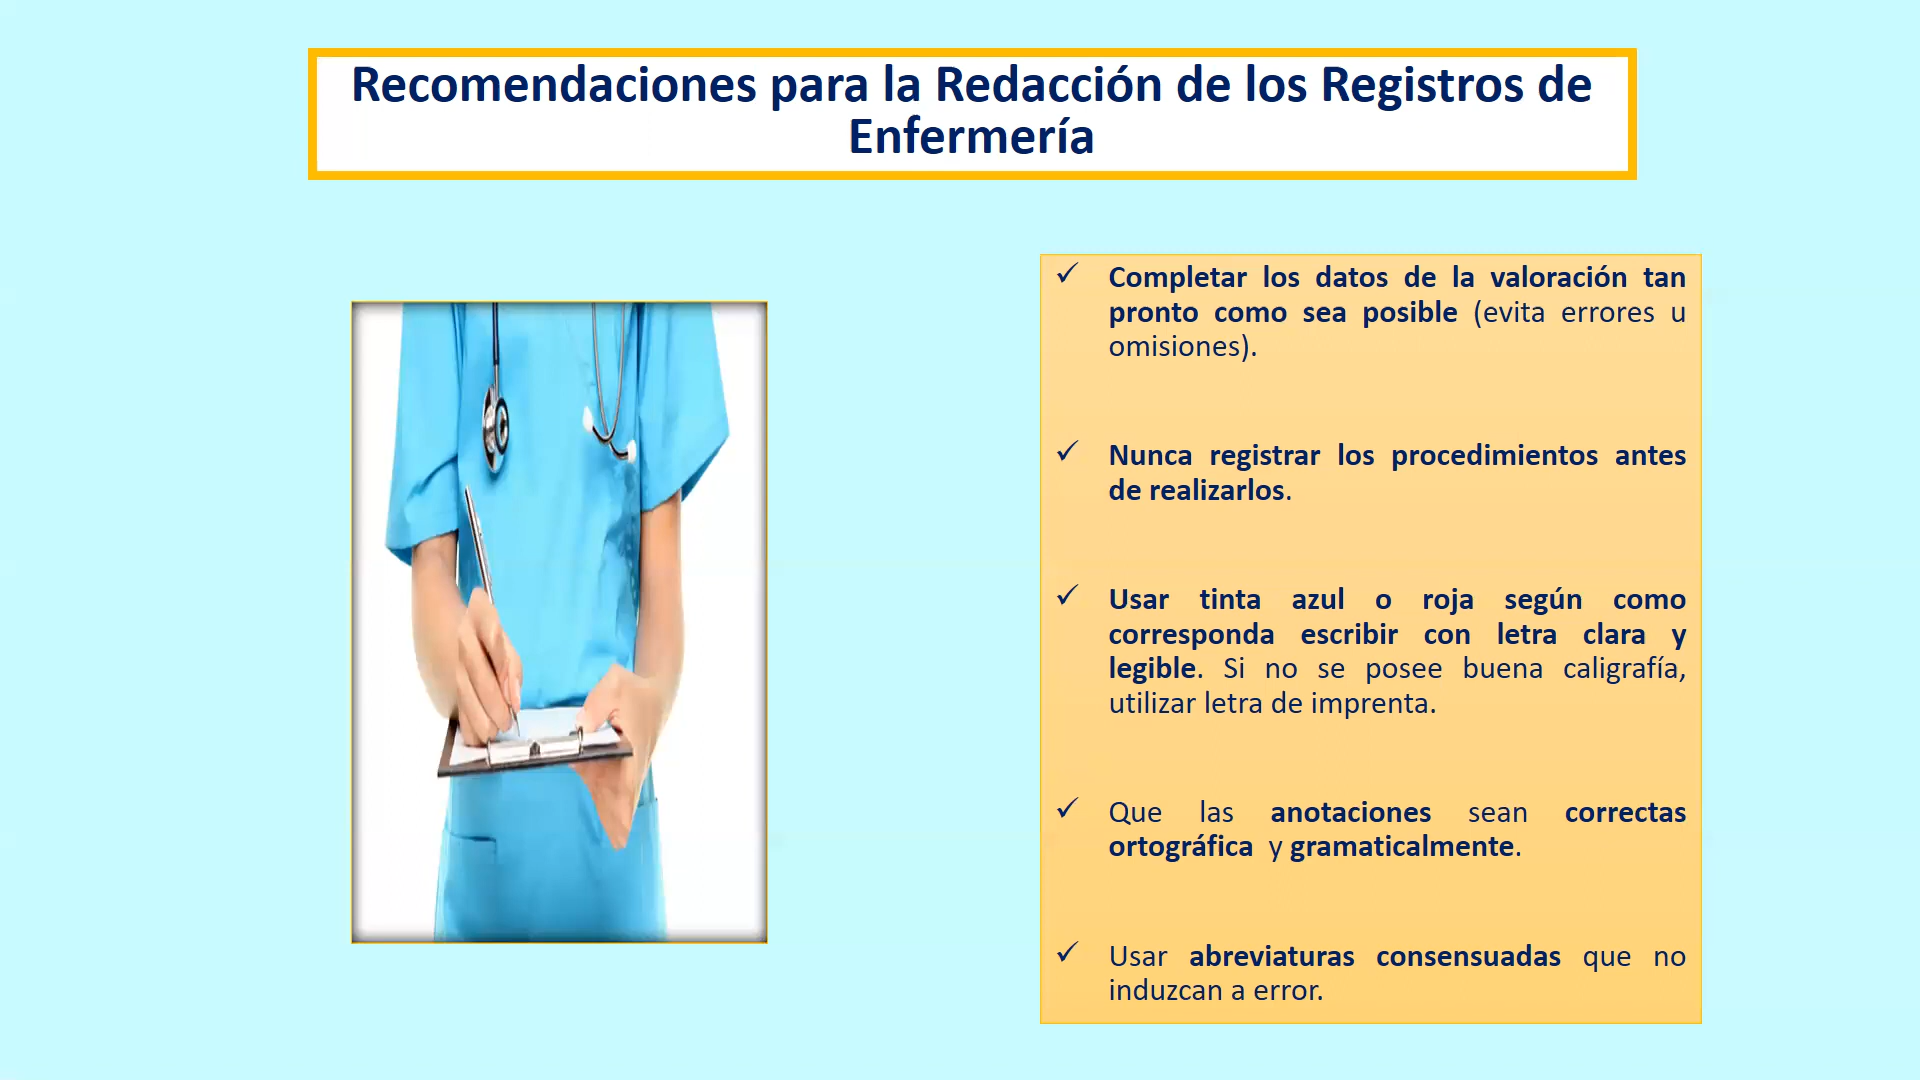 Recomendaciones para la Redacción de los Registros de
Enfermería
✓ Completar los datos de la valoración tan
pronto como sea posible (evita errores u
omisiones).
✓ Nunca registrar los procedimientos antes
de realizarlos.
✓ Usar tinta azul o roja según como
corresponda escribir con letra clara y
legible. Si no se posee buena caligrafía,
utilizar letra de imprenta.
✓ Que las anotaciones sean correctas
ortográfica y gramaticalmente.
✓ Usar abreviaturas consensuadas que no
induzcan a error.